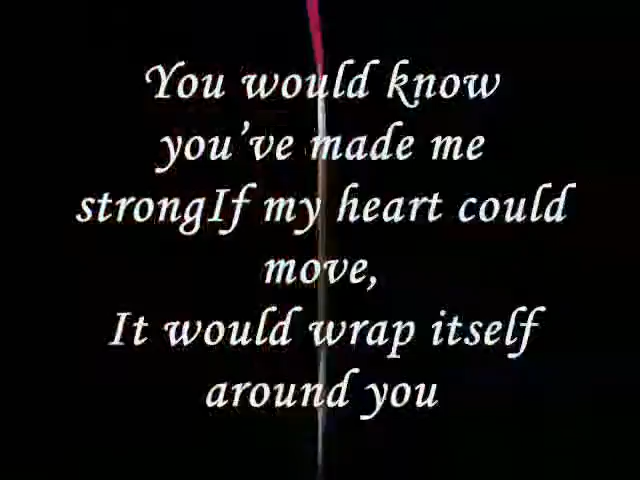 You would know
you've made me
strongIf my heart could
move,
It would wrap itself
around you